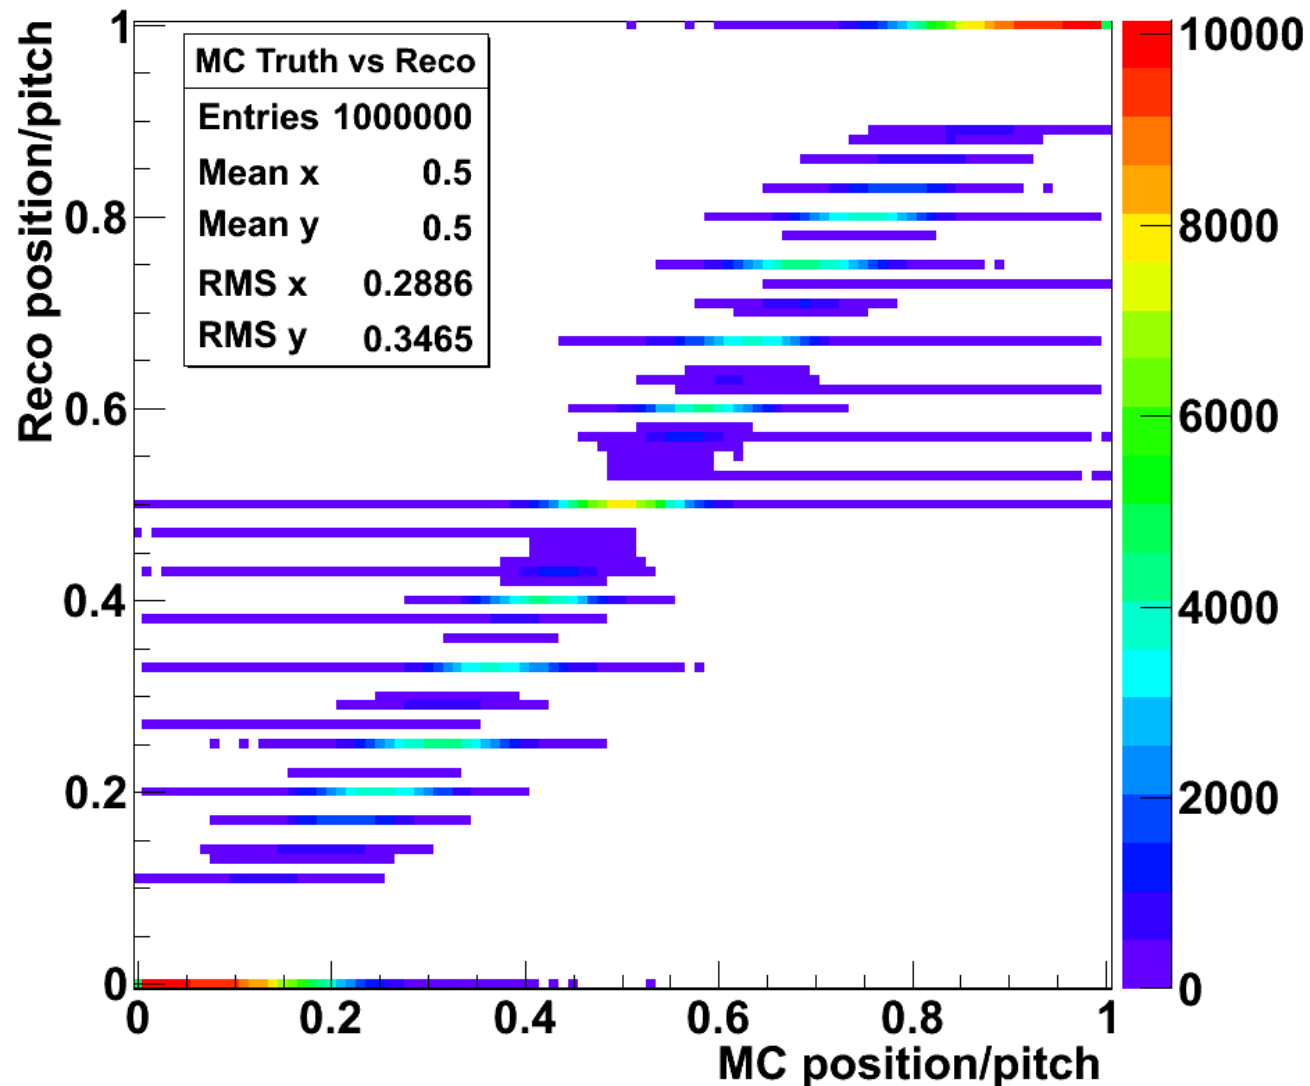 Reco position/pitch
1
0.8
0.6
0.4
0.2
0
MC Truth vs Reco
Entries 1000000
Mean x 0.5
Mean y 0.5
RMS x 0.2886
RMS y 0.3465
0 0.2 0.4 0.6 0.8 1
MC position/pitch
10000
8000
6000
4000
2000
0